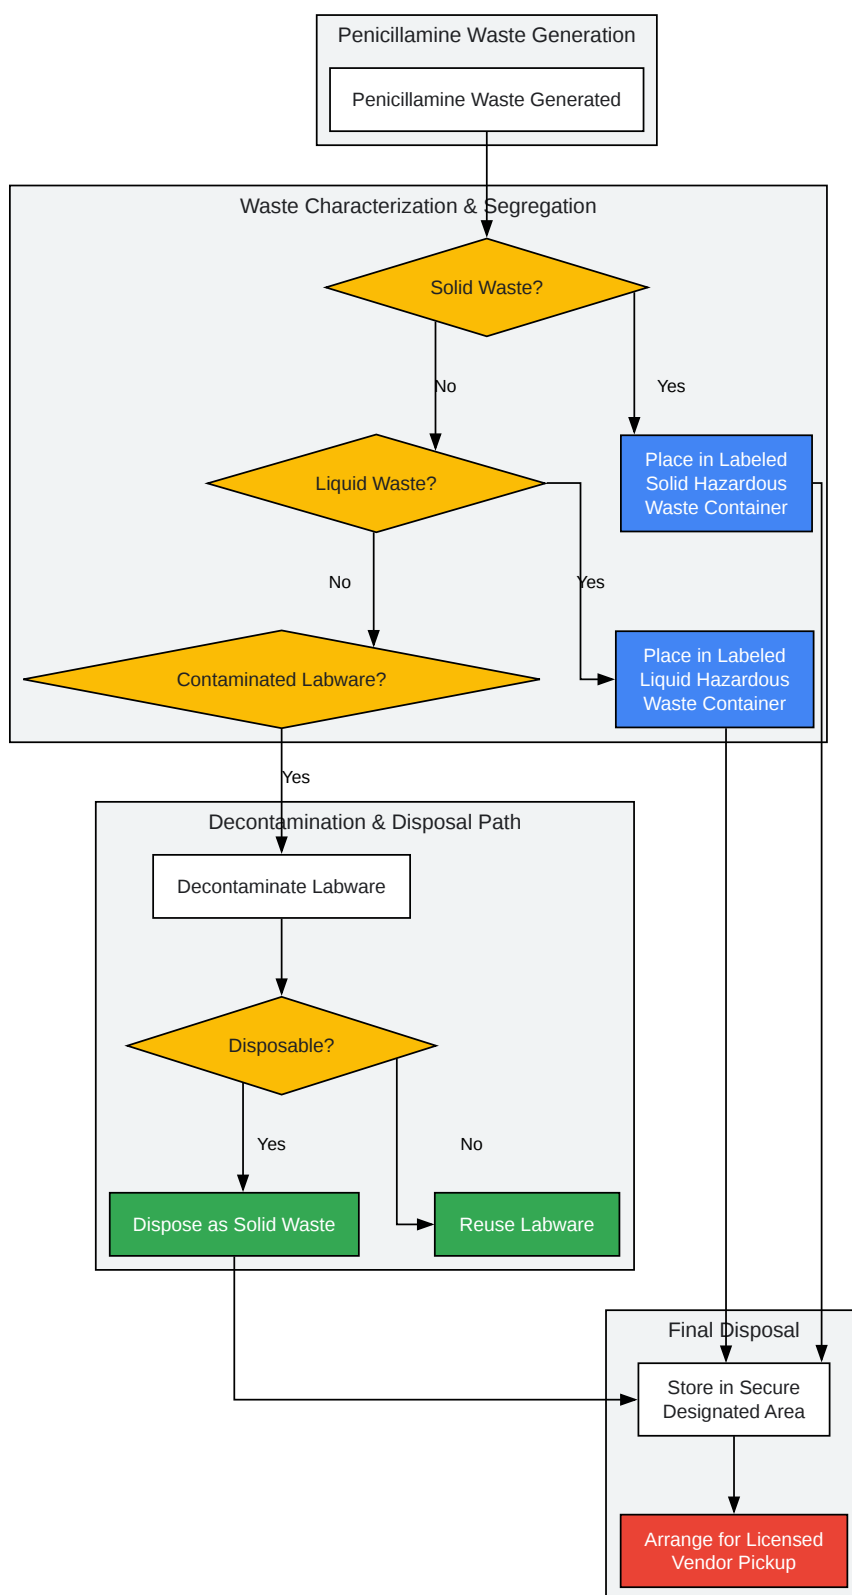 Penicillamine Waste Generation
Penicillamine Waste Generated
Waste Characterization & Segregation
Solid Waste?
No
Yes
Liquid Waste?
Place in Labeled
Solid Hazardous
Waste Container
No
Yes
Contaminated Labware?
Place in Labeled
Liquid Hazardous
Waste Container
Yes
Decontamination & Disposal Path
Decontaminate Labware
Disposable?
Yes
No
Dispose as Solid Waste
Reuse Labware
Final Disposal
Store in Secure
Designated Area
Arrange for Licensed
Vendor Pickup